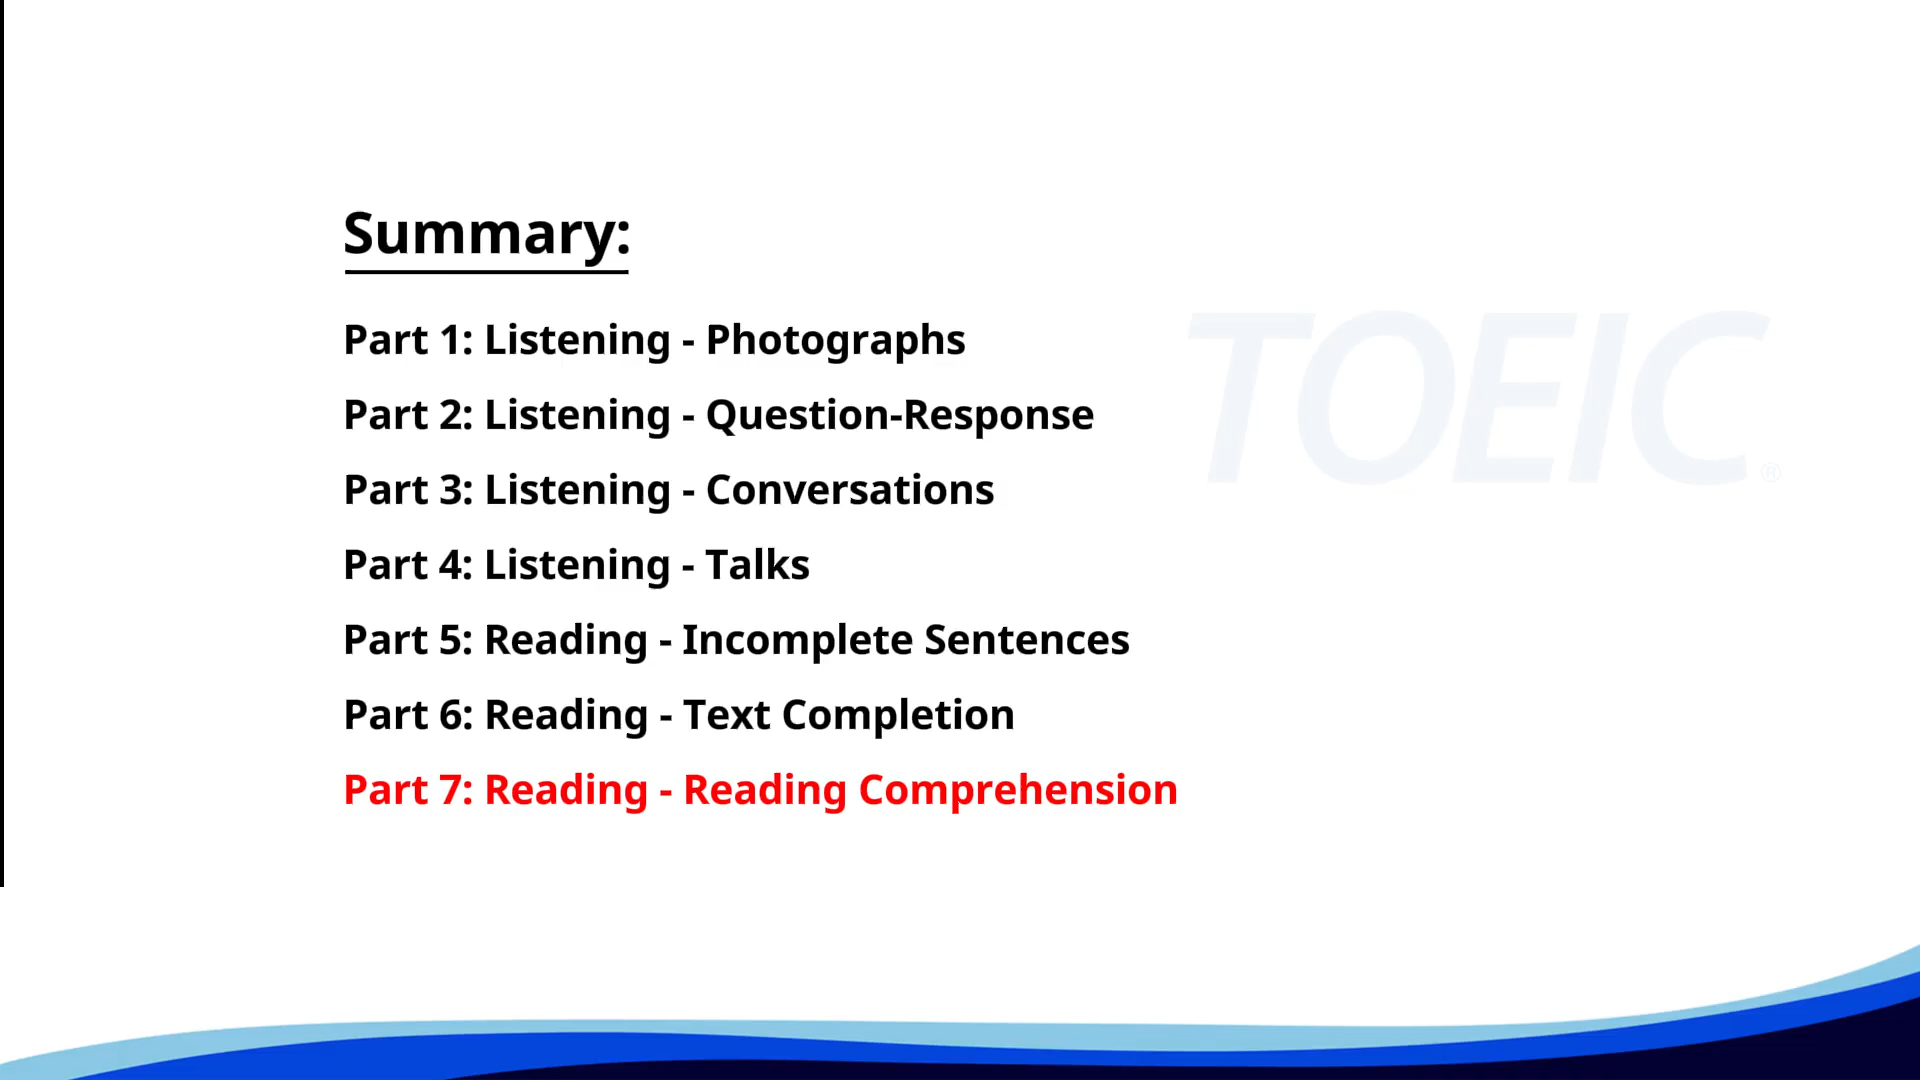 Summary:
Part 1: Listening - Photographs
Part 2: Listening - Question-Response
Part 3: Listening - Conversations
Part 4: Listening - Talks
Part 5: Reading - Incomplete Sentences
Part 6: Reading - Text Completion
Part 7: Reading - Reading Comprehension
TOEIC®